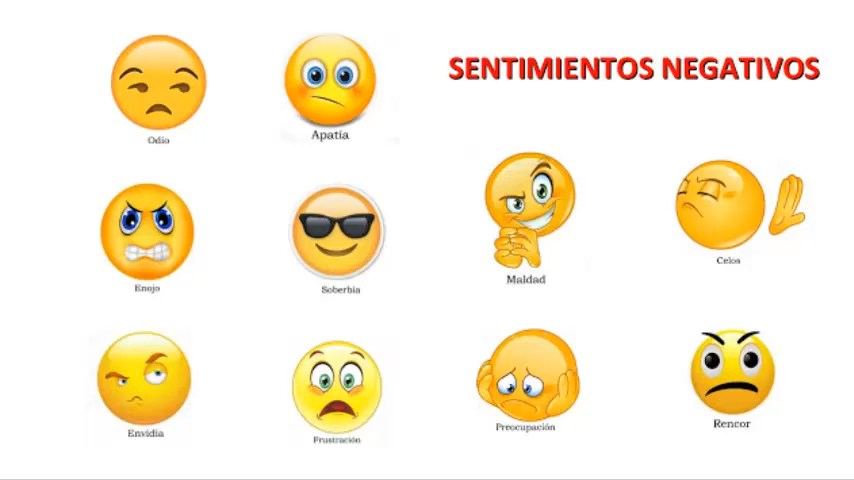 SENTIMIENTOS NEGATIVOS
Odio
Apatía
Enojo
Soberbia
Maldad
Celos
Envidia
Frustración
Preocupación
Rencor